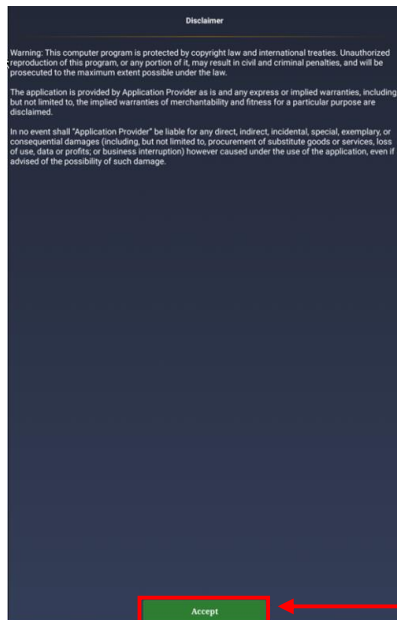 Disclaimer
Warning: This computer program is protected by copyright law and international treaties. Unauthorized
reproduction of this program, or any portion of it, may result in civil and criminal penalties, and will be
prosecuted to the maximum extent possible under the law.
The application is provided by Application Provider as is and any express or implied warranties, including
but not limited to, the implied warranties of merchantability and fitness for a particular purpose are
disclaimed.
In no event shall "Application Provider" be liable for any direct, indirect, incidental, special, exemplary, or
consequential damages (including, but not limited to, procurement of substitute goods or services, loss
of use, data or profits; or business interruption) however caused under the use of the application, even if
advised of the possibility of such damage.
Accept